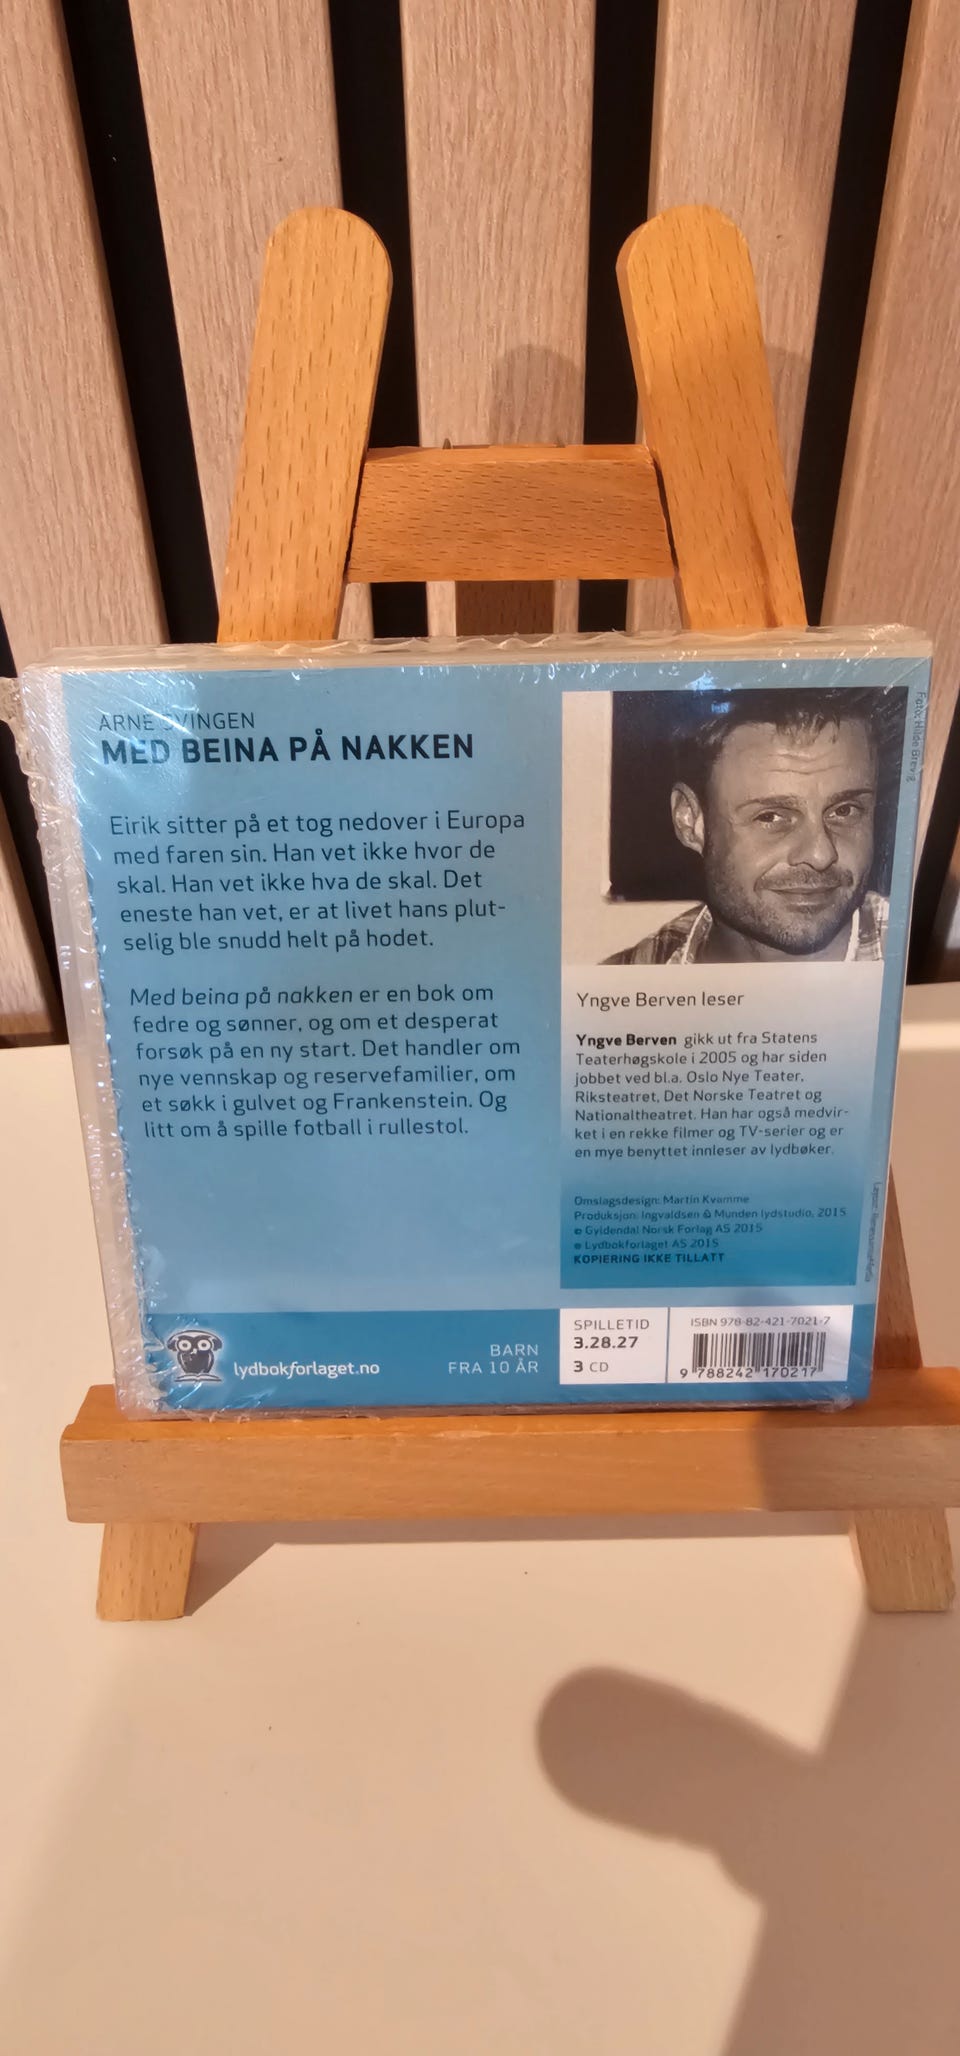 ARNE SVINGEN
MED BEINA PÅ NAKKEN
Eirik sitter på et tog nedover i Europa
med faren sin. Han vet ikke hvor de
skal. Han vet ikke hva de skal. Det
eneste han vet, er at livet hans plut-
selig ble snudd helt på hodet.
Med beina på nakken er en bok om
fedre og sønner, og om et desperat
forsøk på en ny start. Det handler om
nye vennskap og reservefamilier, om
et søkk i gulvet og Frankenstein. Og
litt om å spille fotball i rullestol.
Foto: Hilde Brevig
Yngve Berven leser
Yngve Berven gikk ut fra Statens
Teaterhøgskole i 2005 og har siden
jobbet ved bl.a. Oslo Nye Teater,
Riksteatret, Det Norske Teatret og
Nationaltheatret. Han har også medvir-
ket i en rekke filmer og TV-serier og er
en mye benyttet innleser av lydbøker.
Omslagsdesign: Martin Kvamme
Produksjon: Ingvaldsen & Munden lydstudio, 2015
© Gyldendal Norsk Forlag AS 2015
℗ Lydbokforlaget AS 2015
KOPIERING IKKE TILLATT
lydbokforlaget.no
BARN
FRA 10 ÅR
SPILLETID
3.28.27
3 CD
ISBN 978-82-421-7021-7
9 788242 170217